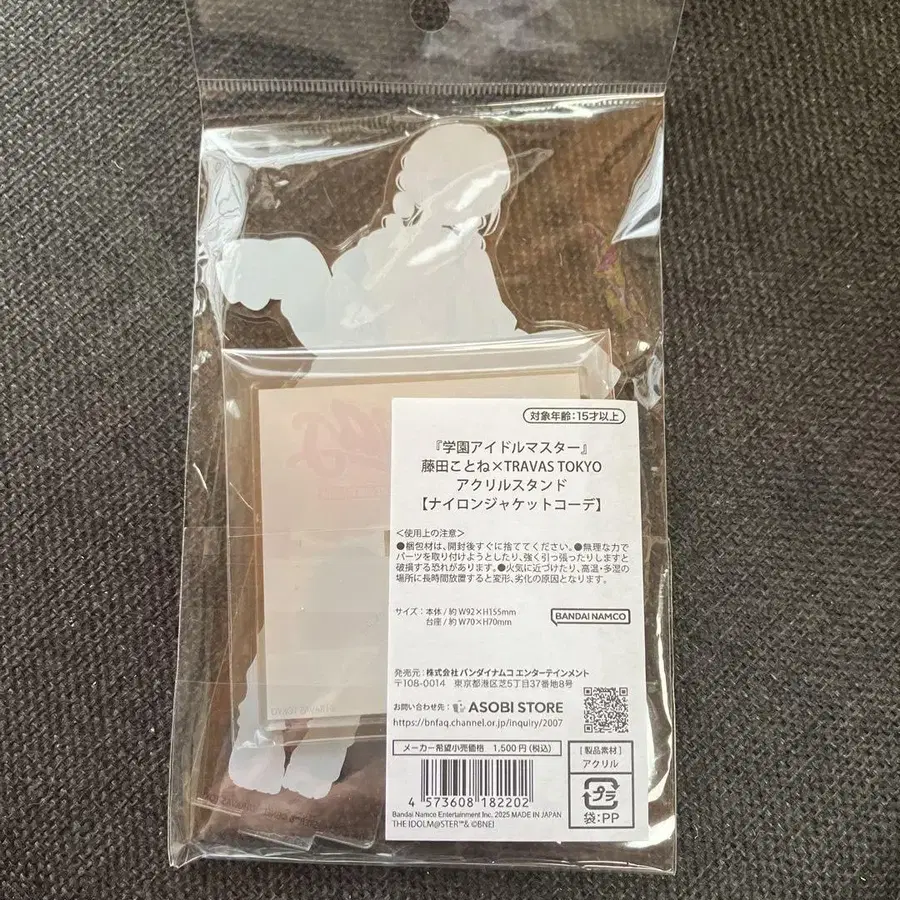 対象年齢:15才以上
『学園アイドルマスター』
藤田ことね×TRAVAS TOKYO
アクリルスタンド
【ナイロンジャケットコーデ】
＜使用上の注意＞
●梱包材は、開封後すぐに捨ててください。●無理な力で
パーツを取り付けようとしたり、強く引っ張ったりしますと
破損する恐れがあります。●火気に近づけたり、高温・多湿の
場所に長時間放置すると変形、劣化の原因となります。
サイズ：本体 / 約 W92×H155mm
台座 / 約 W70×H70mm
BANDAI NAMCO
発売元：株式会社 バンダイナムコ エンターテインメント
〒108-0014 東京都港区芝5丁目37番地8号
お問い合わせ先： ASOBI STORE
https://bnfaq.channel.or.jp/inquiry/2007
メーカー希望小売価格 1,500円（税込）
[ 製品素材 ]
アクリル
4 573608 182202
プラ
袋:PP
Bandai Namco Entertainment Inc. 2025 MADE IN JAPAN
THE IDOLM@STER™& ©BNEI